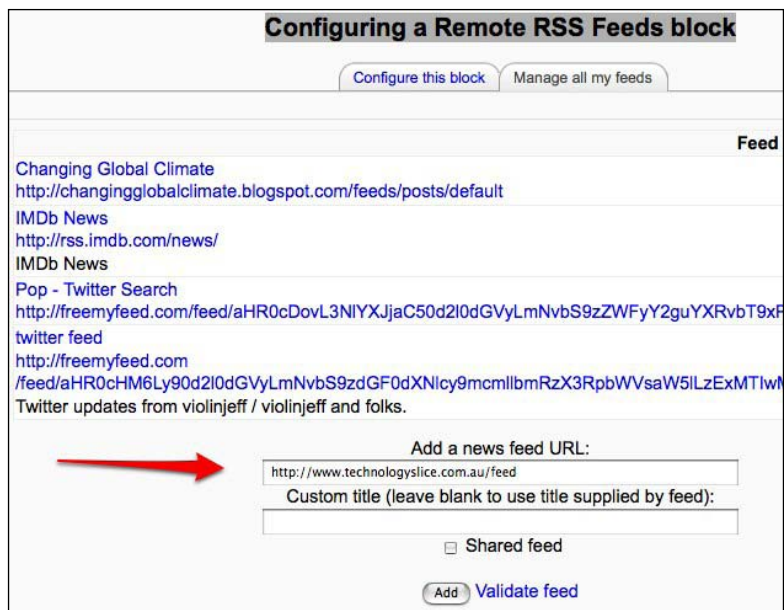 Configuring a Remote RSS Feeds block
Configure this block
Manage all my feeds
Feed
Changing Global Climate
http://changingglobalclimate.blogspot.com/feeds/posts/default
IMDb News
http://rss.imdb.com/news/
IMDb News
Pop - Twitter Search
twitter feed
http://freemyfeed.com
Twitter updates from violinjeff / violinjeff and folks.
Add a news feed URL:
http://www.technologyslice.com.au/feed
Custom title (leave blank to use title supplied by feed):
Shared feed
Add Validate feed